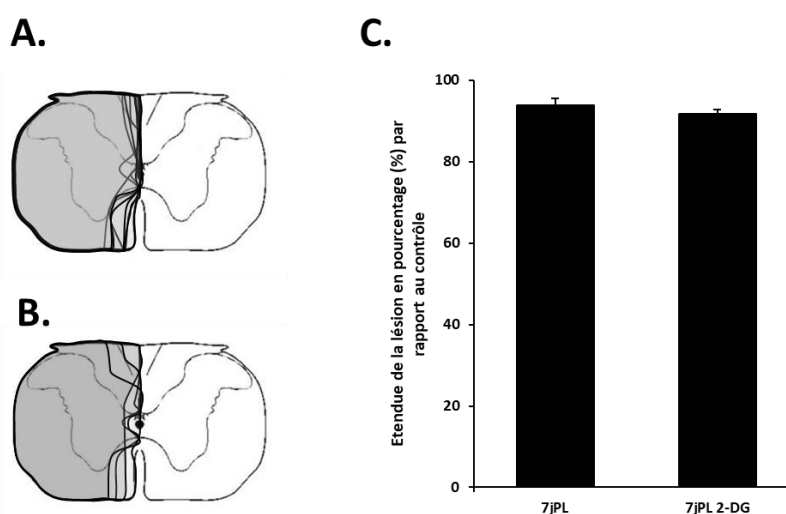 A.
B.
C.
Etendue de la lésion en pourcentage (%) par
rapport au contrôle
100
80
60
40
20
0
7jPL
7jPL 2-DG